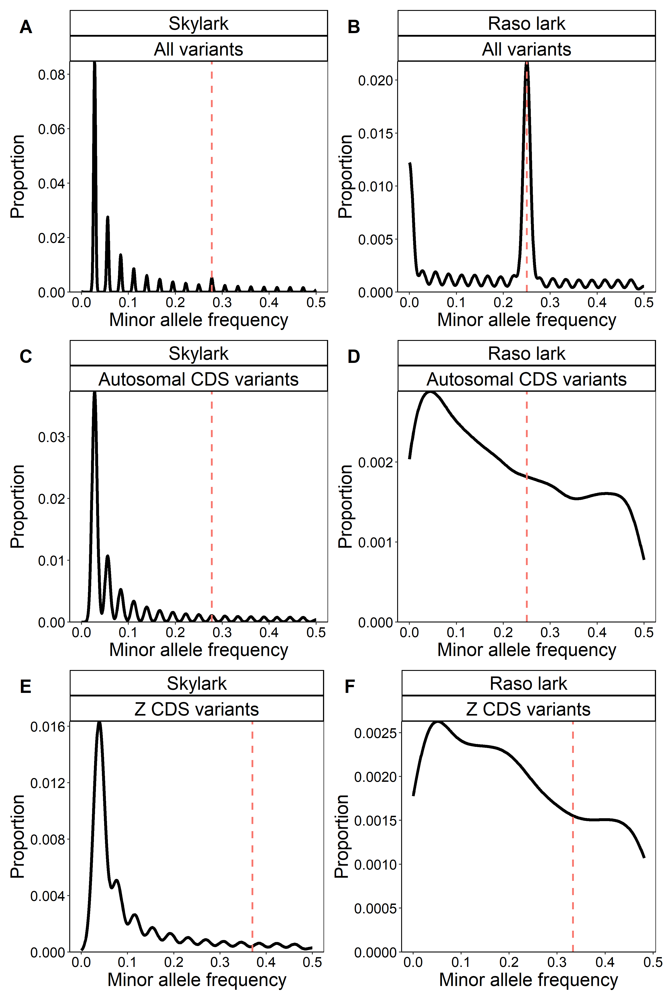 A
Skylark
All variants
Proportion
0.08
0.06
0.04
0.02
0.00
0.0 0.1 0.2 0.3 0.4 0.5
Minor allele frequency
B
Raso lark
All variants
Proportion
0.020
0.015
0.010
0.005
0.000
0.0 0.1 0.2 0.3 0.4 0.5
Minor allele frequency
C
Skylark
Autosomal CDS variants
Proportion
0.03
0.02
0.01
0.00
0.0 0.1 0.2 0.3 0.4 0.5
Minor allele frequency
D
Raso lark
Autosomal CDS variants
Proportion
0.002
0.001
0.000
0.0 0.1 0.2 0.3 0.4 0.5
Minor allele frequency
E
Skylark
Z CDS variants
Proportion
0.016
0.012
0.008
0.004
0.000
0.0 0.1 0.2 0.3 0.4 0.5
Minor allele frequency
F
Raso lark
Z CDS variants
Proportion
0.0025
0.0020
0.0015
0.0010
0.0005
0.0000
0.0 0.1 0.2 0.3 0.4 0.5
Minor allele frequency